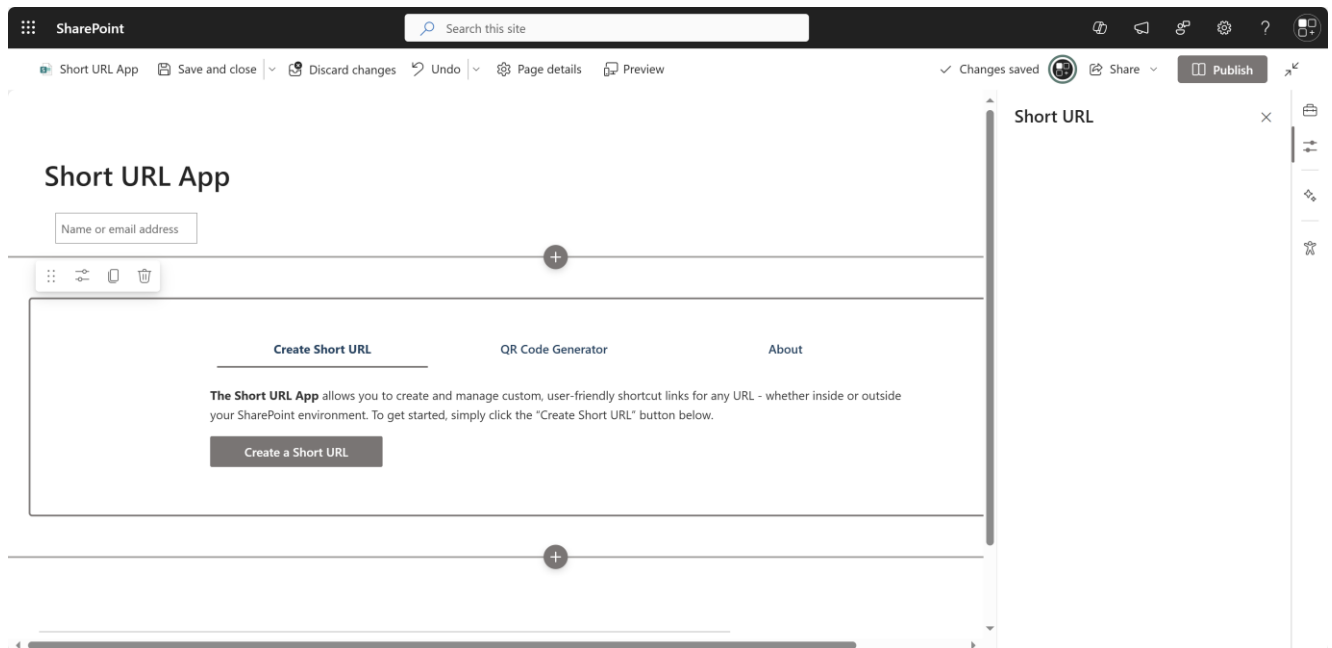 SharePoint
Search this site
?
Short URL App
Save and close
Discard changes
Undo
Page details
Preview
Changes saved
Share
Publish
Short URL
Short URL App
Name or email address
Create Short URL
QR Code Generator
About
The Short URL App allows you to create and manage custom, user-friendly shortcut links for any URL - whether inside or outside
your SharePoint environment. To get started, simply click the “Create Short URL” button below.
Create a Short URL